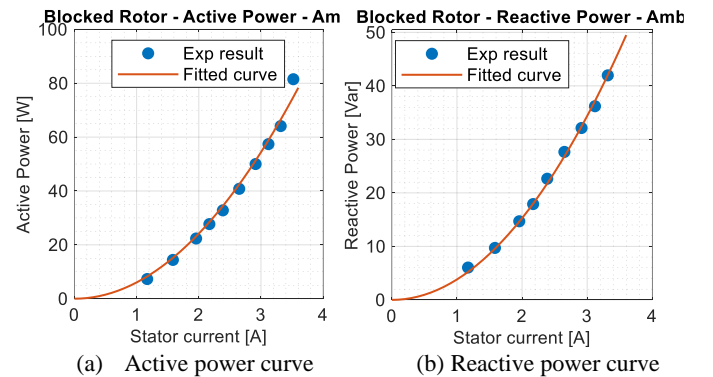 Blocked Rotor - Active Power - Am
Exp result
Fitted curve
Active Power [W]
100
80
60
40
20
0
0 1 2 3 4
Stator current [A]
(a) Active power curve
Blocked Rotor - Reactive Power - Amb
Exp result
Fitted curve
Reactive Power [Var]
50
40
30
20
10
0
0 1 2 3 4
Stator current [A]
(b) Reactive power curve